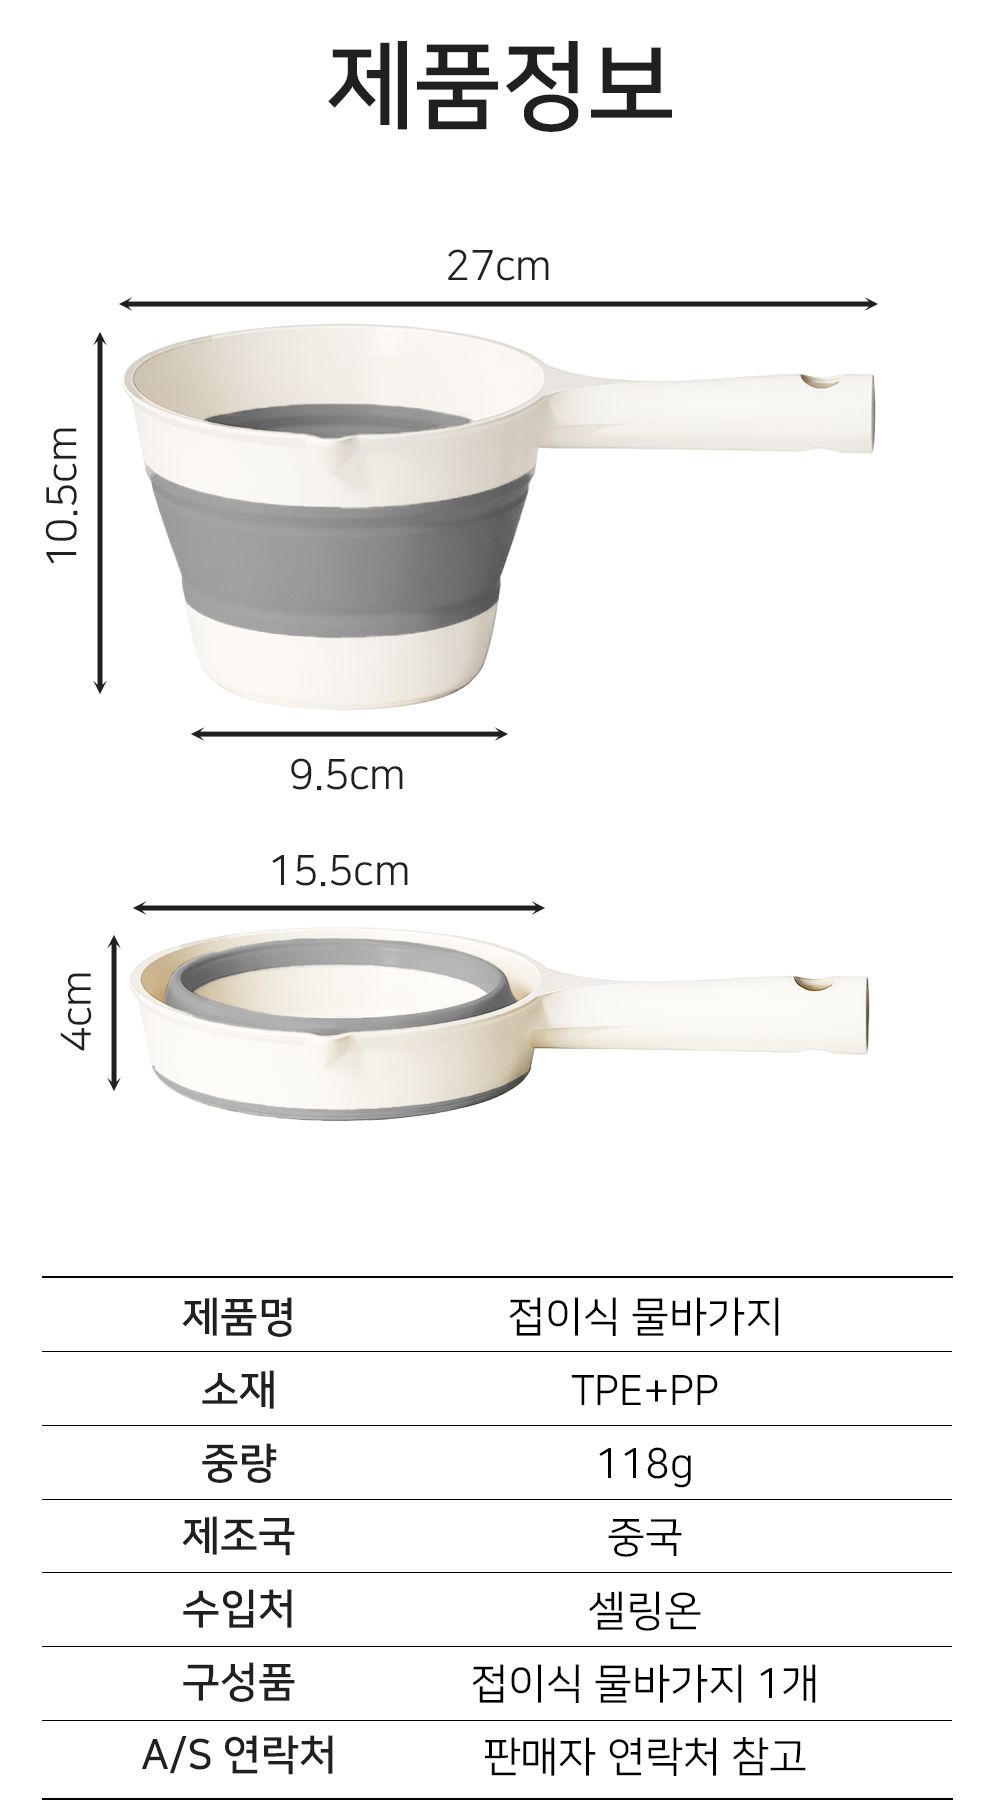 제품정보
27cm
10.5cm
9.5cm
15.5cm
4cm
제품명 접이식 물바가지
소재 TPE+PP
중량 118g
제조국 중국
수입처 셀링온
구성품 접이식 물바가지 1개
A/S 연락처 판매자 연락처 참고